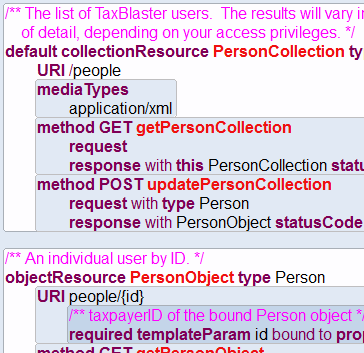 /** The list of TaxBlaster users.  The results will vary in
of detail, depending on your access privileges. */
default collectionResource PersonCollection ty
URI /people
mediaTypes
application/xml
method GET getPersonCollection
request
response with this PersonCollection statu
method POST updatePersonCollection
request with type Person
response with PersonObject statusCode
/** An individual user by ID. */
objectResource PersonObject type Person
URI people/{id}
/** taxpayerID of the bound Person object */
required templateParam id bound to prop
method GET getPerson